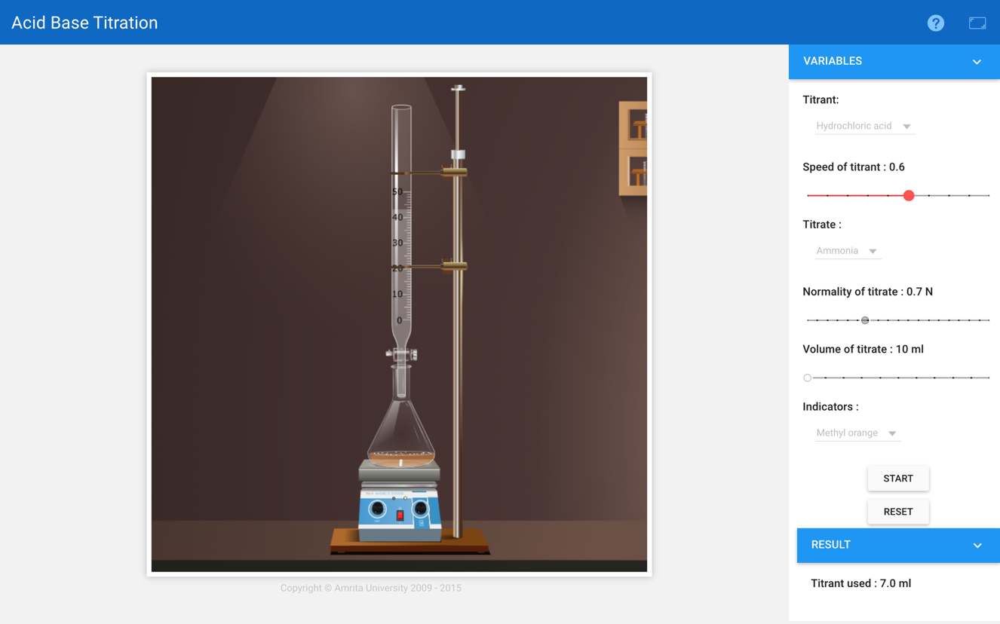 Acid Base Titration
?
VARIABLES
Titrant:
Hydrochloric acid
Speed of titrant : 0.6
Titrate :
Ammonia
Normality of titrate : 0.7 N
Volume of titrate : 10 ml
Indicators :
Methyl orange
START
RESET
RESULT
Titrant used : 7.0 ml
50
40
30
20
10
0
Copyright © Amrita University 2009 - 2015